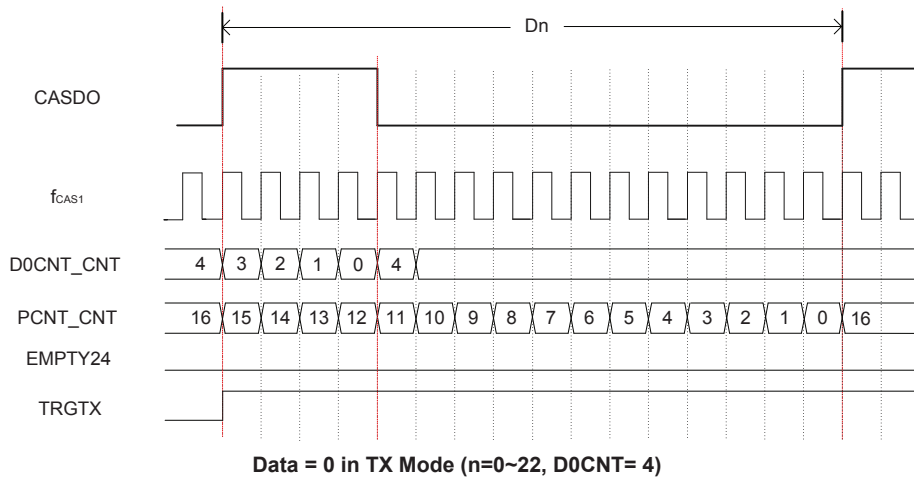 Dn
CASDO
fCAS1
D0CNT_CNT 4 3 2 1 0 4
PCNT_CNT 16 15 14 13 12 11 10 9 8 7 6 5 4 3 2 1 0 16
EMPTY24
TRGTX
Data = 0 in TX Mode (n=0~22, D0CNT= 4)